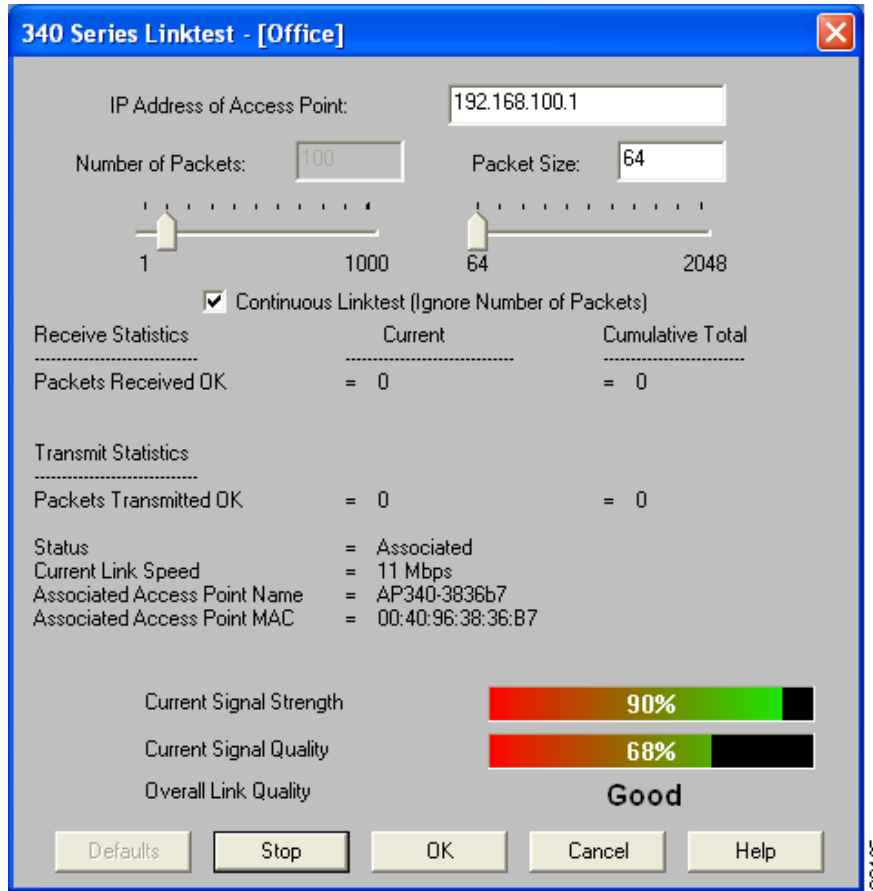 340 Series Linktest - [Office]
IP Address of Access Point: 192.168.100.1
Number of Packets: 100 Packet Size: 64
1 1000 64 2048
Continuous Linktest (Ignore Number of Packets)
Receive Statistics Current Cumulative Total
----------------------------- ------------------------------ -------------------------
Packets Received OK = 0 = 0
Transmit Statistics
-----------------------------
Packets Transmitted OK = 0 = 0
Status = Associated
Current Link Speed = 11 Mbps
Associated Access Point Name = AP340-3836b7
Associated Access Point MAC = 00:40:96:38:36:B7
Current Signal Strength 90%
Current Signal Quality 68%
Overall Link Quality Good
Defaults Stop OK Cancel Help